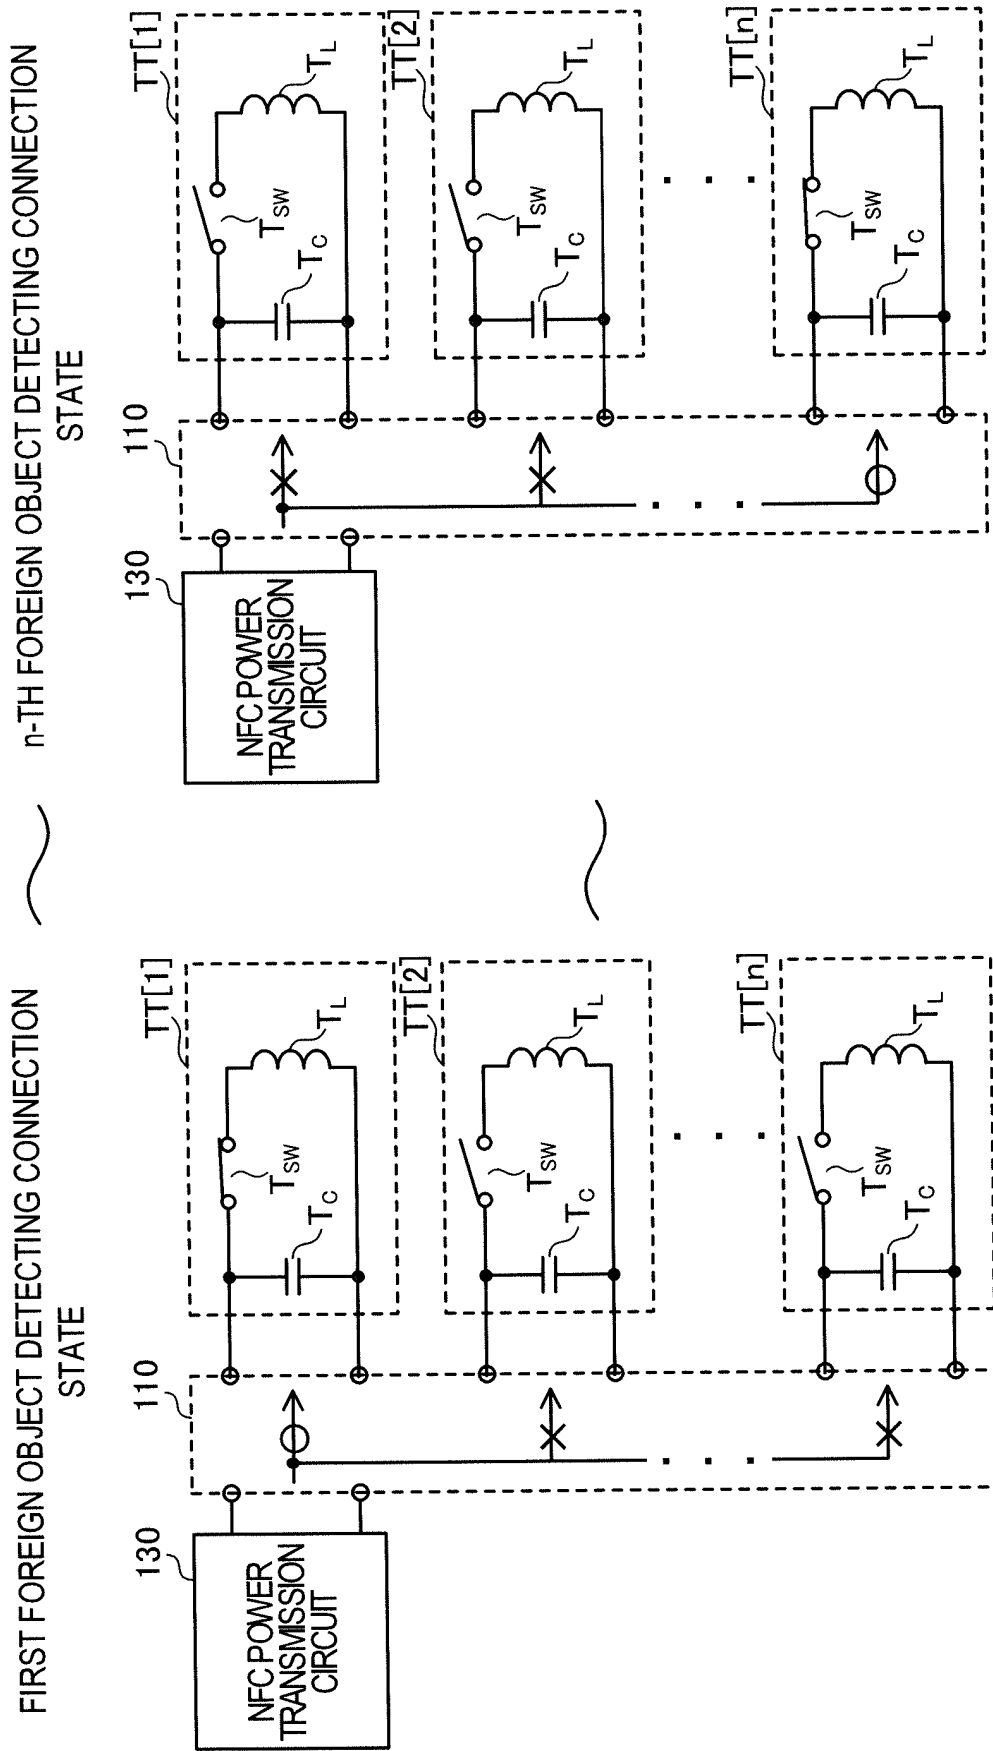 FIRST FOREIGN OBJECT DETECTING CONNECTION
STATE
130
NFC POWER
TRANSMISSION
CIRCUIT
110
TT[1]
TSW
TC
TL
TT[2]
TSW
TC
TL
TT[n]
TSW
TC
TL
n-TH FOREIGN OBJECT DETECTING CONNECTION
STATE
130
NFC POWER
TRANSMISSION
CIRCUIT
110
TT[1]
TSW
TC
TL
TT[2]
TSW
TC
TL
TT[n]
TSW
TC
TL